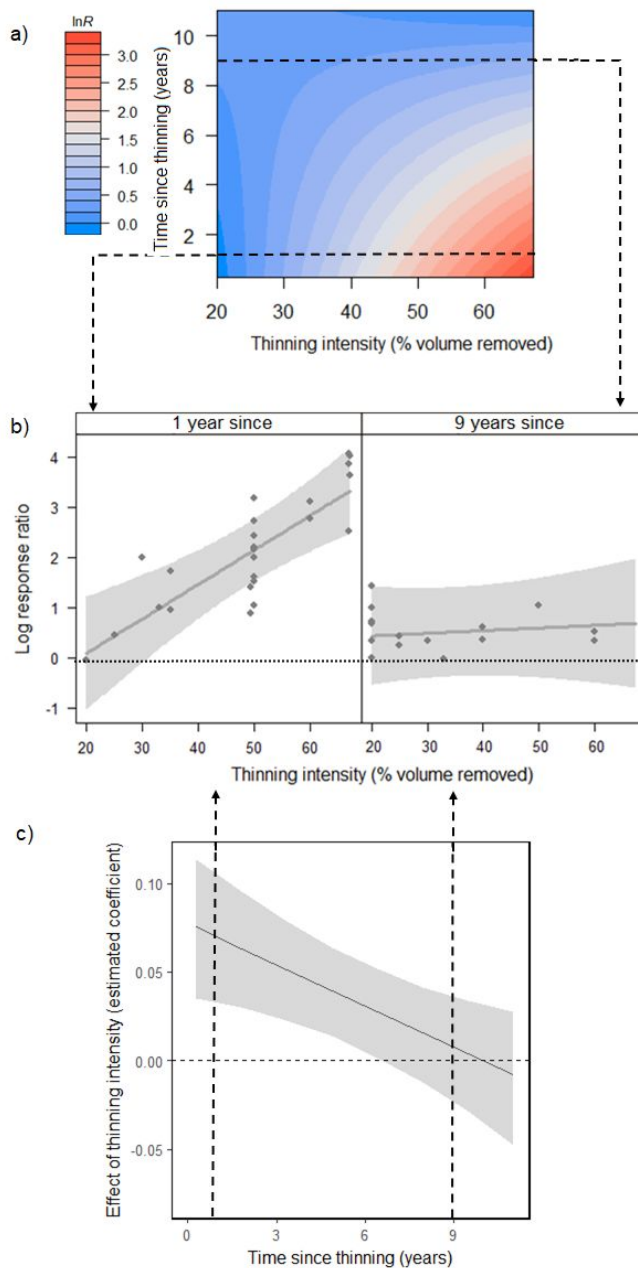 a)
lnR
3.0
2.5
2.0
1.5
1.0
0.5
0.0
Time since thinning (years)
10
8
6
4
2
20 30 40 50 60
Thinning intensity (% volume removed)
b)
1 year since 9 years since
Log response ratio
4
3
2
1
0
-1
20 30 40 50 60 20 30 40 50 60
Thinning intensity (% volume removed)
c)
Effect of thinning intensity (estimated coefficient)
0.10
0.05
0.00
-0.05
0 3 6 9
Time since thinning (years)